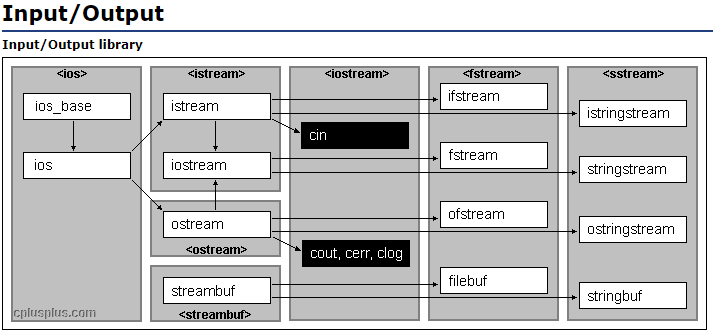 Input/Output
Input/Output library
<ios>
<istream>
<iostream>
<fstream>
<sstream>
ios_base
istream
ifstream
istringstream
cin
ios
iostream
fstream
stringstream
ostream
ofstream
ostringstream
<ostream>
cout, cerr, clog
streambuf
filebuf
stringbuf
cplusplus.com
<streambuf>